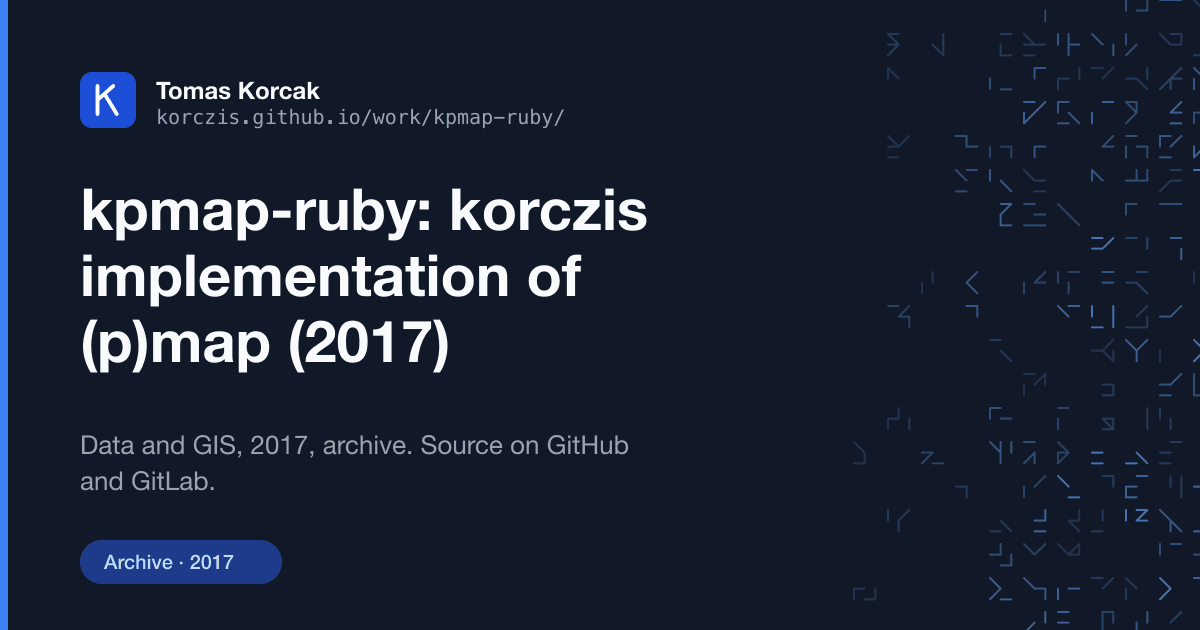 K
Tomas Korcak
korczis.github.io/work/kpmap-ruby/
kpmap-ruby: korczis
implementation of
(p)map (2017)
Data and GIS, 2017, archive. Source on GitHub
and GitLab.
Archive · 2017